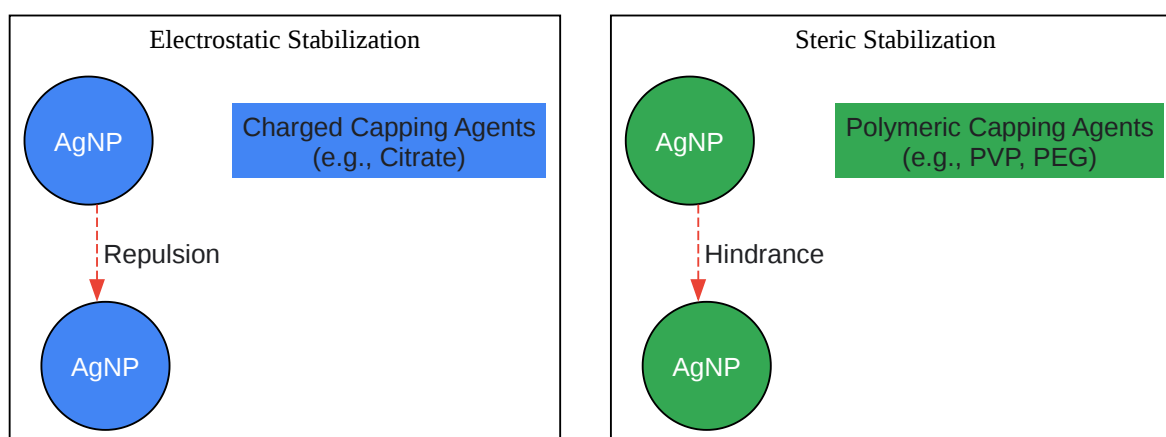 Electrostatic Stabilization
AgNP
Charged Capping Agents
(e.g., Citrate)
Repulsion
AgNP
Steric Stabilization
AgNP
Polymeric Capping Agents
(e.g., PVP, PEG)
Hindrance
AgNP